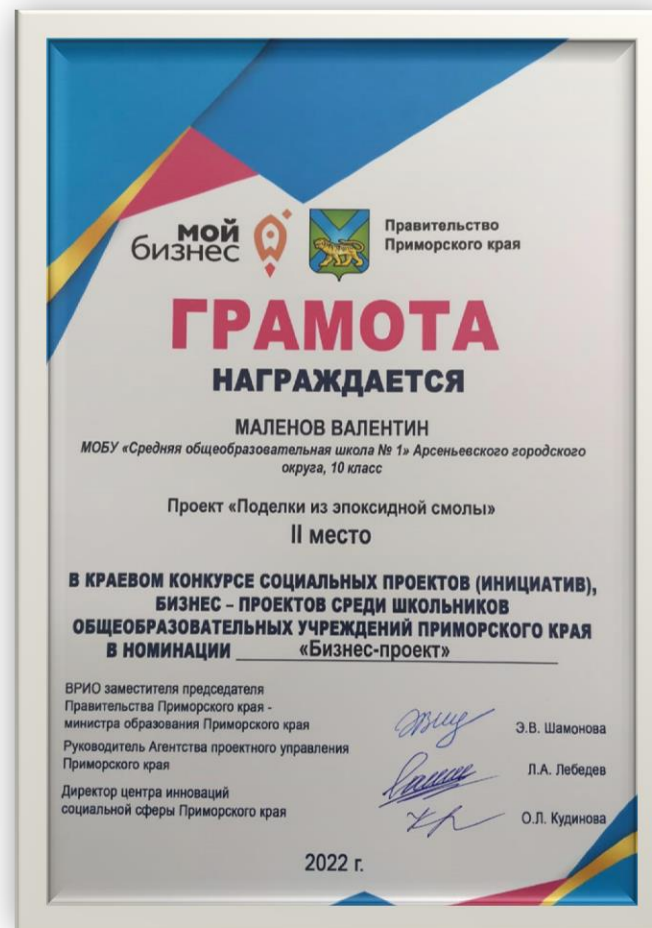 мой
бизнес
Правительство
Приморского края
ГРАМОТА
НАГРАЖДАЕТСЯ
МАЛЕНОВ ВАЛЕНТИН
МОБУ «Средняя общеобразовательная школа № 1» Арсеньевского городского
округа, 10 класс
Проект «Поделки из эпоксидной смолы»
II место
В КРАЕВОМ КОНКУРСЕ СОЦИАЛЬНЫХ ПРОЕКТОВ (ИНИЦИАТИВ),
БИЗНЕС – ПРОЕКТОВ СРЕДИ ШКОЛЬНИКОВ
ОБЩЕОБРАЗОВАТЕЛЬНЫХ УЧРЕЖДЕНИЙ ПРИМОРСКОГО КРАЯ
В НОМИНАЦИИ «Бизнес-проект»
ВРИО заместителя председателя
Правительства Приморского края -
министра образования Приморского края
Э.В. Шамонова
Руководитель Агентства проектного управления
Приморского края
Л.А. Лебедев
Директор центра инноваций
социальной сферы Приморского края
О.Л. Кудинова
2022 г.